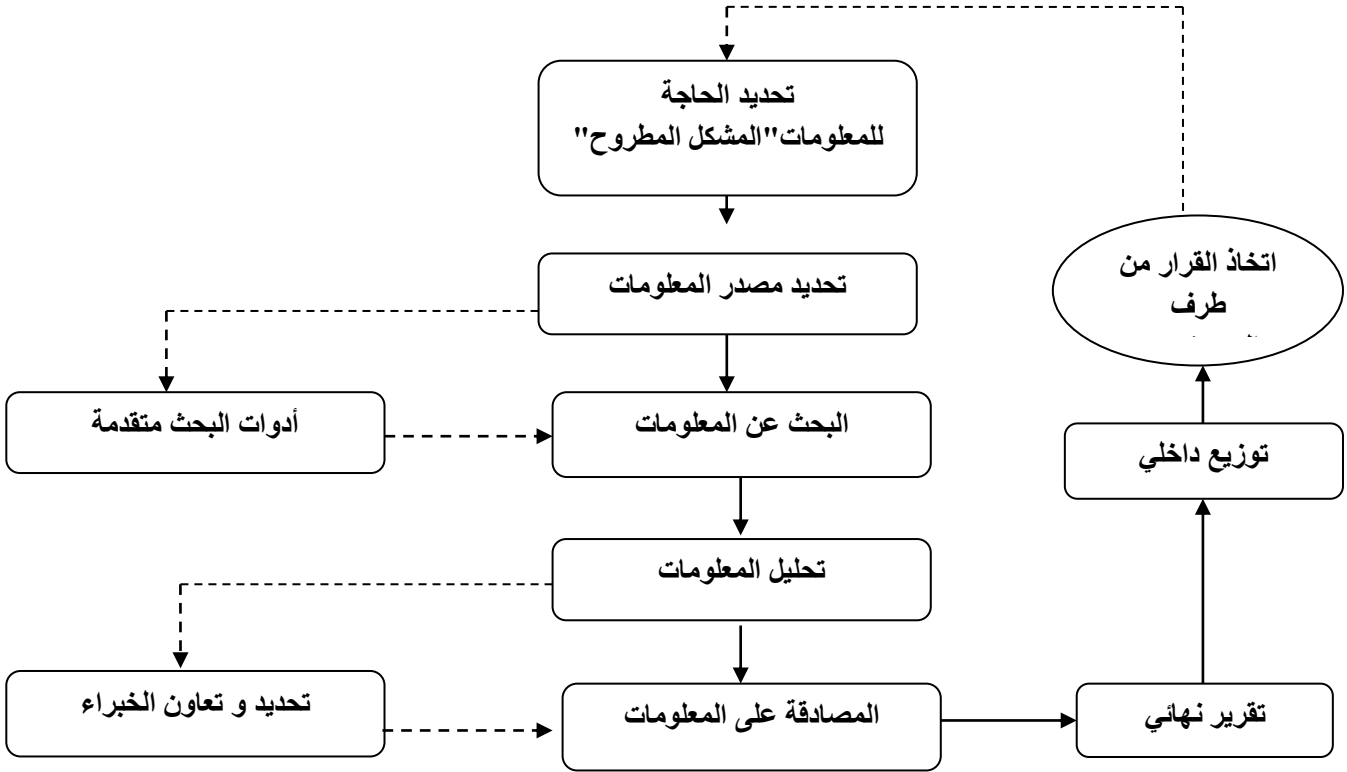 تحديد الحاجة
للمعلومات"المشكل المطروح"
اتخاذ القرار من
طرف
تحديد مصدر المعلومات
أدوات البحث متقدمة
البحث عن المعلومات
توزيع داخلي
تحليل المعلومات
تحديد و تعاون الخبراء
المصادقة على المعلومات
تقرير نهائي